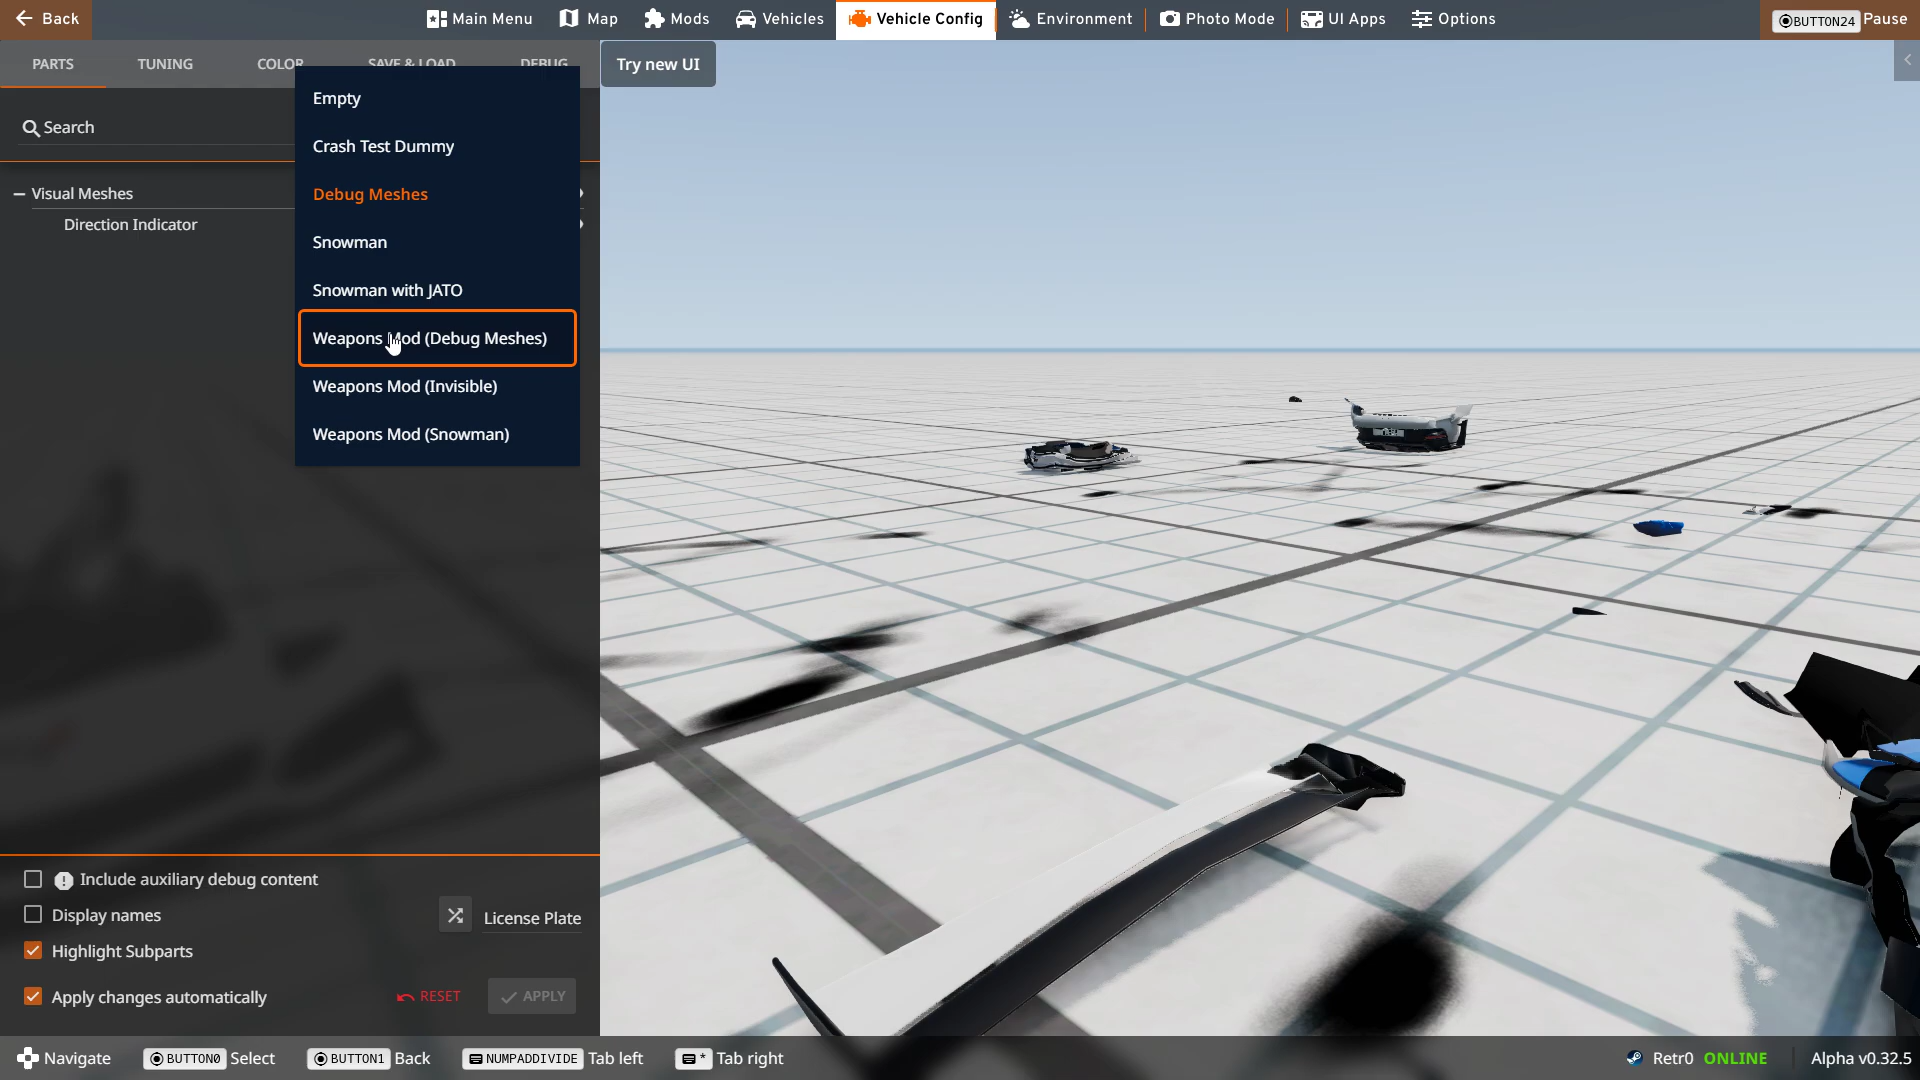 Back
Main Menu
Map
Mods
Vehicles
Vehicle Config
Environment
Photo Mode
UI Apps
Options
BUTTON24 Pause
PARTS
TUNING
COLOR
SAVE & LOAD
DEBUG
Try new UI
Search
Empty
Crash Test Dummy
Debug Meshes
Snowman
Snowman with JATO
Weapons Mod (Debug Meshes)
Weapons Mod (Invisible)
Weapons Mod (Snowman)
Visual Meshes
Direction Indicator
Include auxiliary debug content
Display names
License Plate
Highlight Subparts
Apply changes automatically
RESET
APPLY
Navigate
BUTTON0 Select
BUTTON1 Back
NUMPADDIVIDE Tab left
* Tab right
Retr0 ONLINE
Alpha v0.32.5